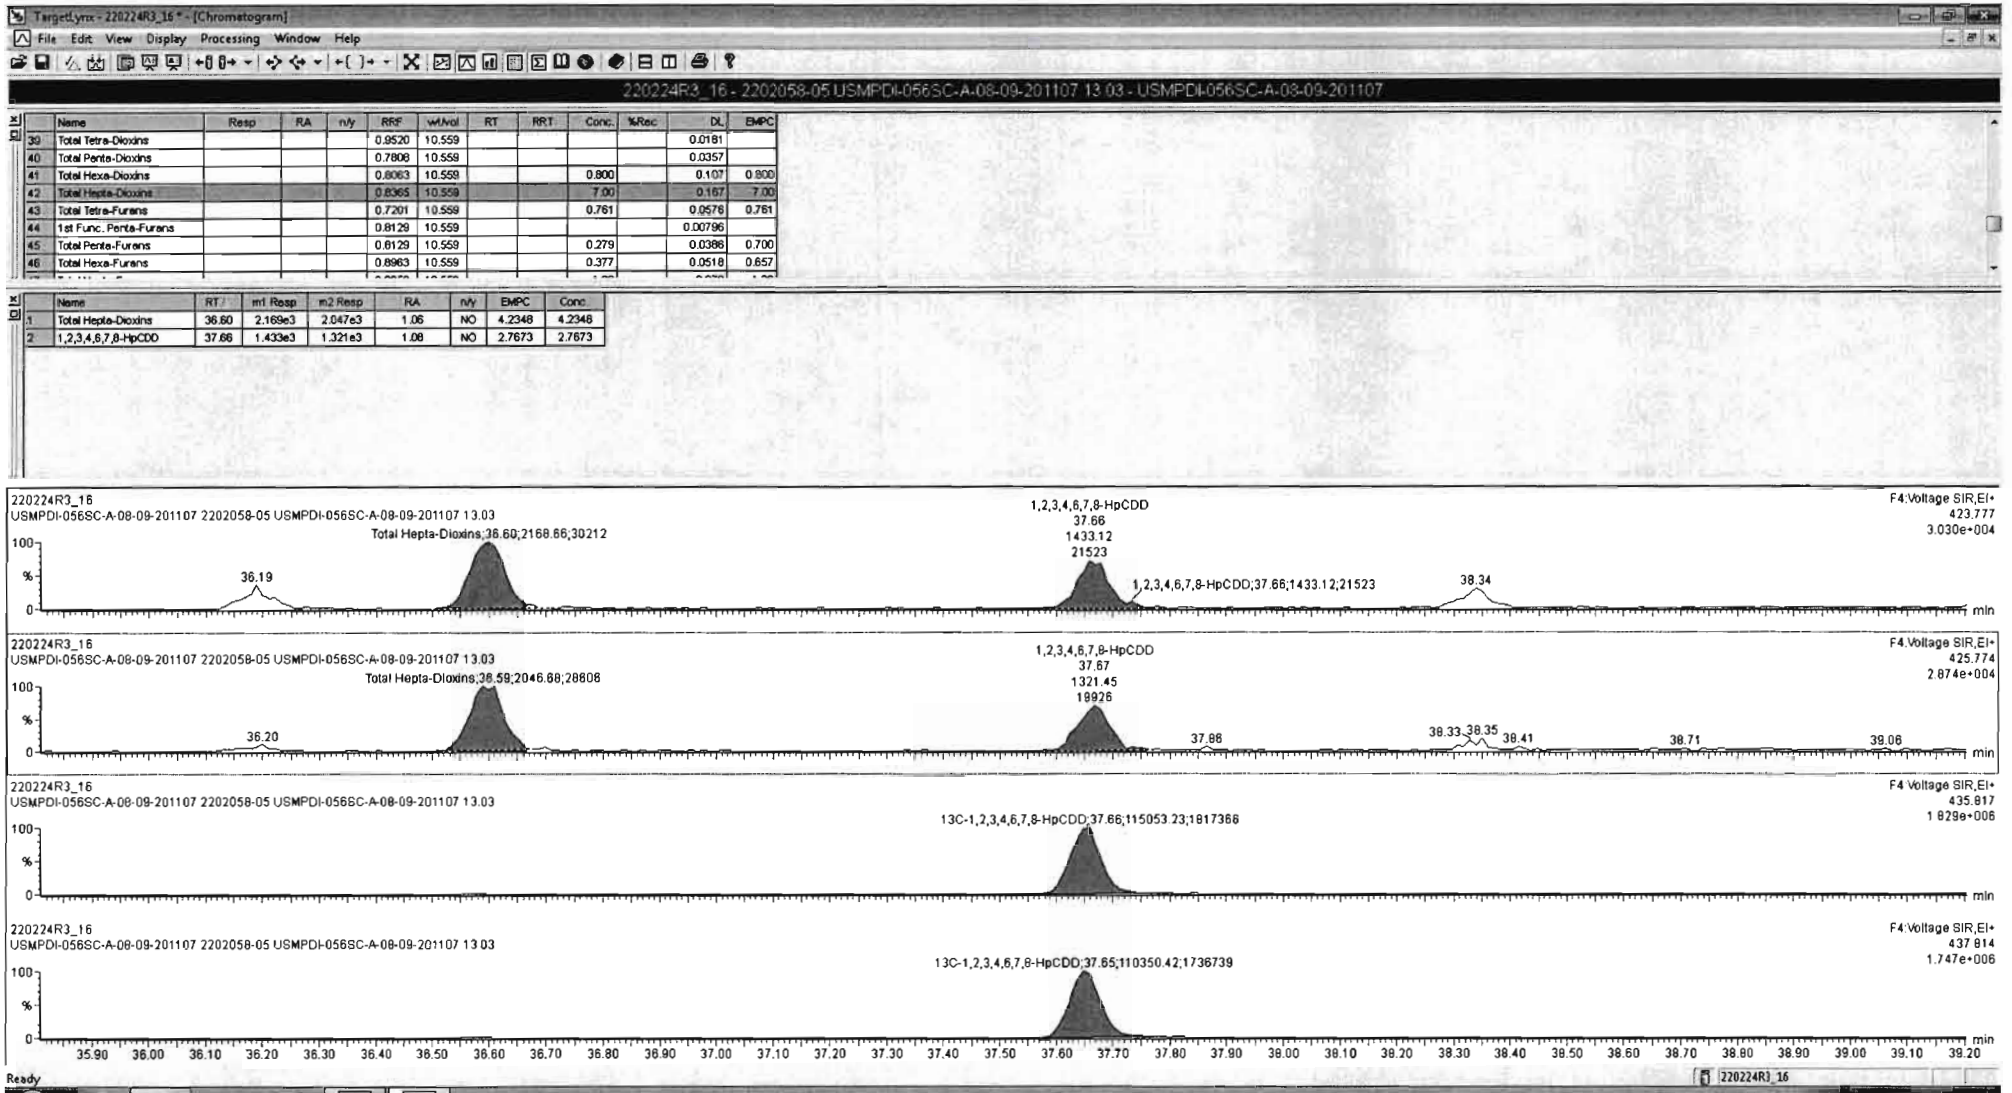 TargetLynx - 220224R3_16 * - [Chromatogram]
File Edit View Display Processing Window Help
220224R3_16 - 2202058-05 USMPDI-056SC-A-08-09-201107 13.03 - USMPDI-056SC-A-08-09-201107
Name Resp RA n/y RRF wt/vol RT RRT Conc. %Rec DL EMPC
39 Total Tetra-Dioxins 0.9520 10.559 0.0181
40 Total Penta-Dioxins 0.7808 10.559 0.0357
41 Total Hexa-Dioxins 0.8063 10.559 0.800 0.107 0.800
42 Total Hepta-Dioxins 0.8365 10.559 7.00 0.167 7.00
43 Total Tetra-Furans 0.7201 10.559 0.761 0.0576 0.761
44 1st Func. Penta-Furans 0.8129 10.559 0.00796
45 Total Penta-Furans 0.8129 10.559 0.279 0.0386 0.700
46 Total Hexa-Furans 0.8963 10.559 0.377 0.0518 0.657
Name RT m1 Resp m2 Resp RA n/y EMPC Conc.
1 Total Hepta-Dioxins 36.60 2.169e3 2.047e3 1.06 NO 4.2348 4.2348
2 1,2,3,4,6,7,8-HpCDD 37.66 1.433e3 1.321e3 1.08 NO 2.7673 2.7673
220224R3_16
USMPDI-056SC-A-08-09-201107 2202058-05 USMPDI-056SC-A-08-09-201107 13.03
F4:Voltage SIR,EI+
423.777
3.030e+004
1,2,3,4,6,7,8-HpCDD
37.66
1433.12
21523
Total Hepta-Dioxins;36.60;2168.66;30212
1,2,3,4,6,7,8-HpCDD;37.66;1433.12;21523
36.19
38.34
100
%
0
min
220224R3_16
USMPDI-056SC-A-08-09-201107 2202058-05 USMPDI-056SC-A-08-09-201107 13.03
F4:Voltage SIR,EI+
425.774
2.874e+004
1,2,3,4,6,7,8-HpCDD
37.67
1321.45
19926
Total Hepta-Dioxins;36.59;2046.68;28606
36.20
37.86
38.33 38.35
38.41
38.71
39.06
100
%
0
min
220224R3_16
USMPDI-056SC-A-08-09-201107 2202058-05 USMPDI-056SC-A-08-09-201107 13.03
F4:Voltage SIR,EI+
435.817
1.829e+006
13C-1,2,3,4,6,7,8-HpCDD;37.66;115053.23;1817366
100
%
0
min
220224R3_16
USMPDI-056SC-A-08-09-201107 2202058-05 USMPDI-056SC-A-08-09-201107 13.03
F4:Voltage SIR,EI+
437.814
1.747e+006
13C-1,2,3,4,6,7,8-HpCDD;37.65;110350.42;1736739
100
%
0
min
35.90 36.00 36.10 36.20 36.30 36.40 36.50 36.60 36.70 36.80 36.90 37.00 37.10 37.20 37.30 37.40 37.50 37.60 37.70 37.80 37.90 38.00 38.10 38.20 38.30 38.40 38.50 38.60 38.70 38.80 38.90 39.00 39.10 39.20
Ready
220224R3_16